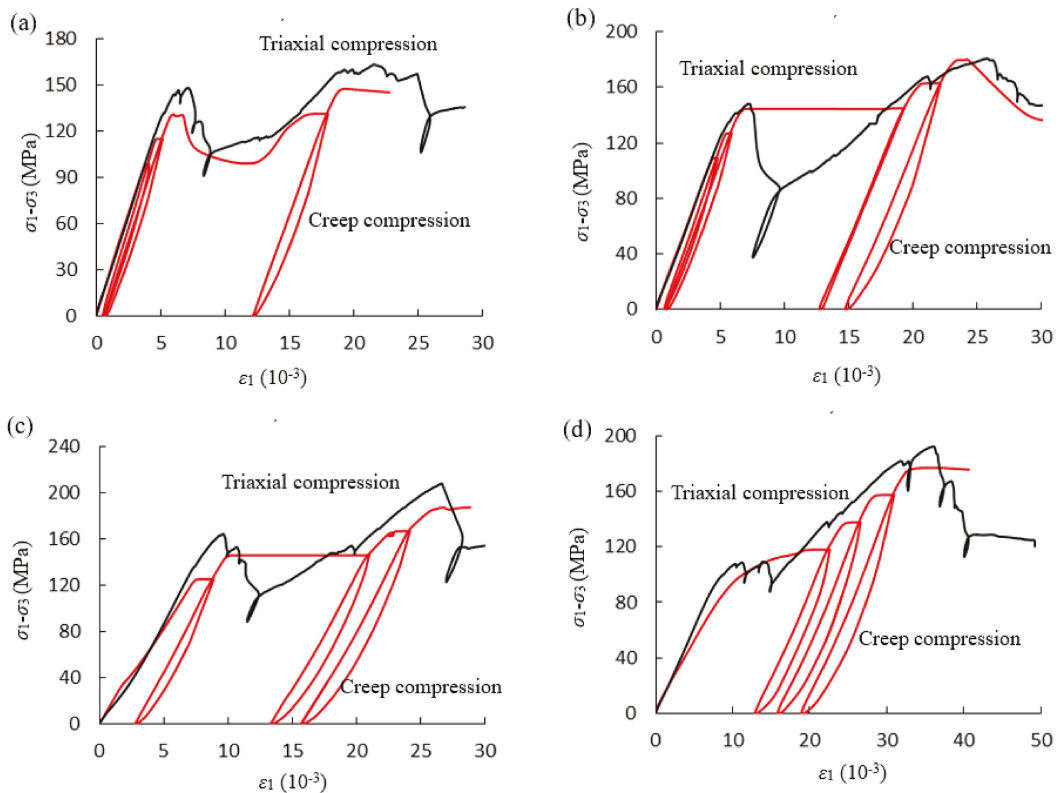 (a)
σ1-σ3 (MPa)
180
150
120
90
60
30
0
Triaxial compression
Creep compression
0 5 10 15 20 25 30
ε1 (10-3)
(b)
σ1-σ3 (MPa)
200
160
120
80
40
0
Triaxial compression
Creep compression
0 5 10 15 20 25 30
ε1 (10-3)
(c)
σ1-σ3 (MPa)
240
200
160
120
80
40
0
Triaxial compression
Creep compression
0 5 10 15 20 25 30
ε1 (10-3)
(d)
σ1-σ3 (MPa)
200
160
120
80
40
0
Triaxial compression
Creep compression
0 10 20 30 40 50
ε1 (10-3)